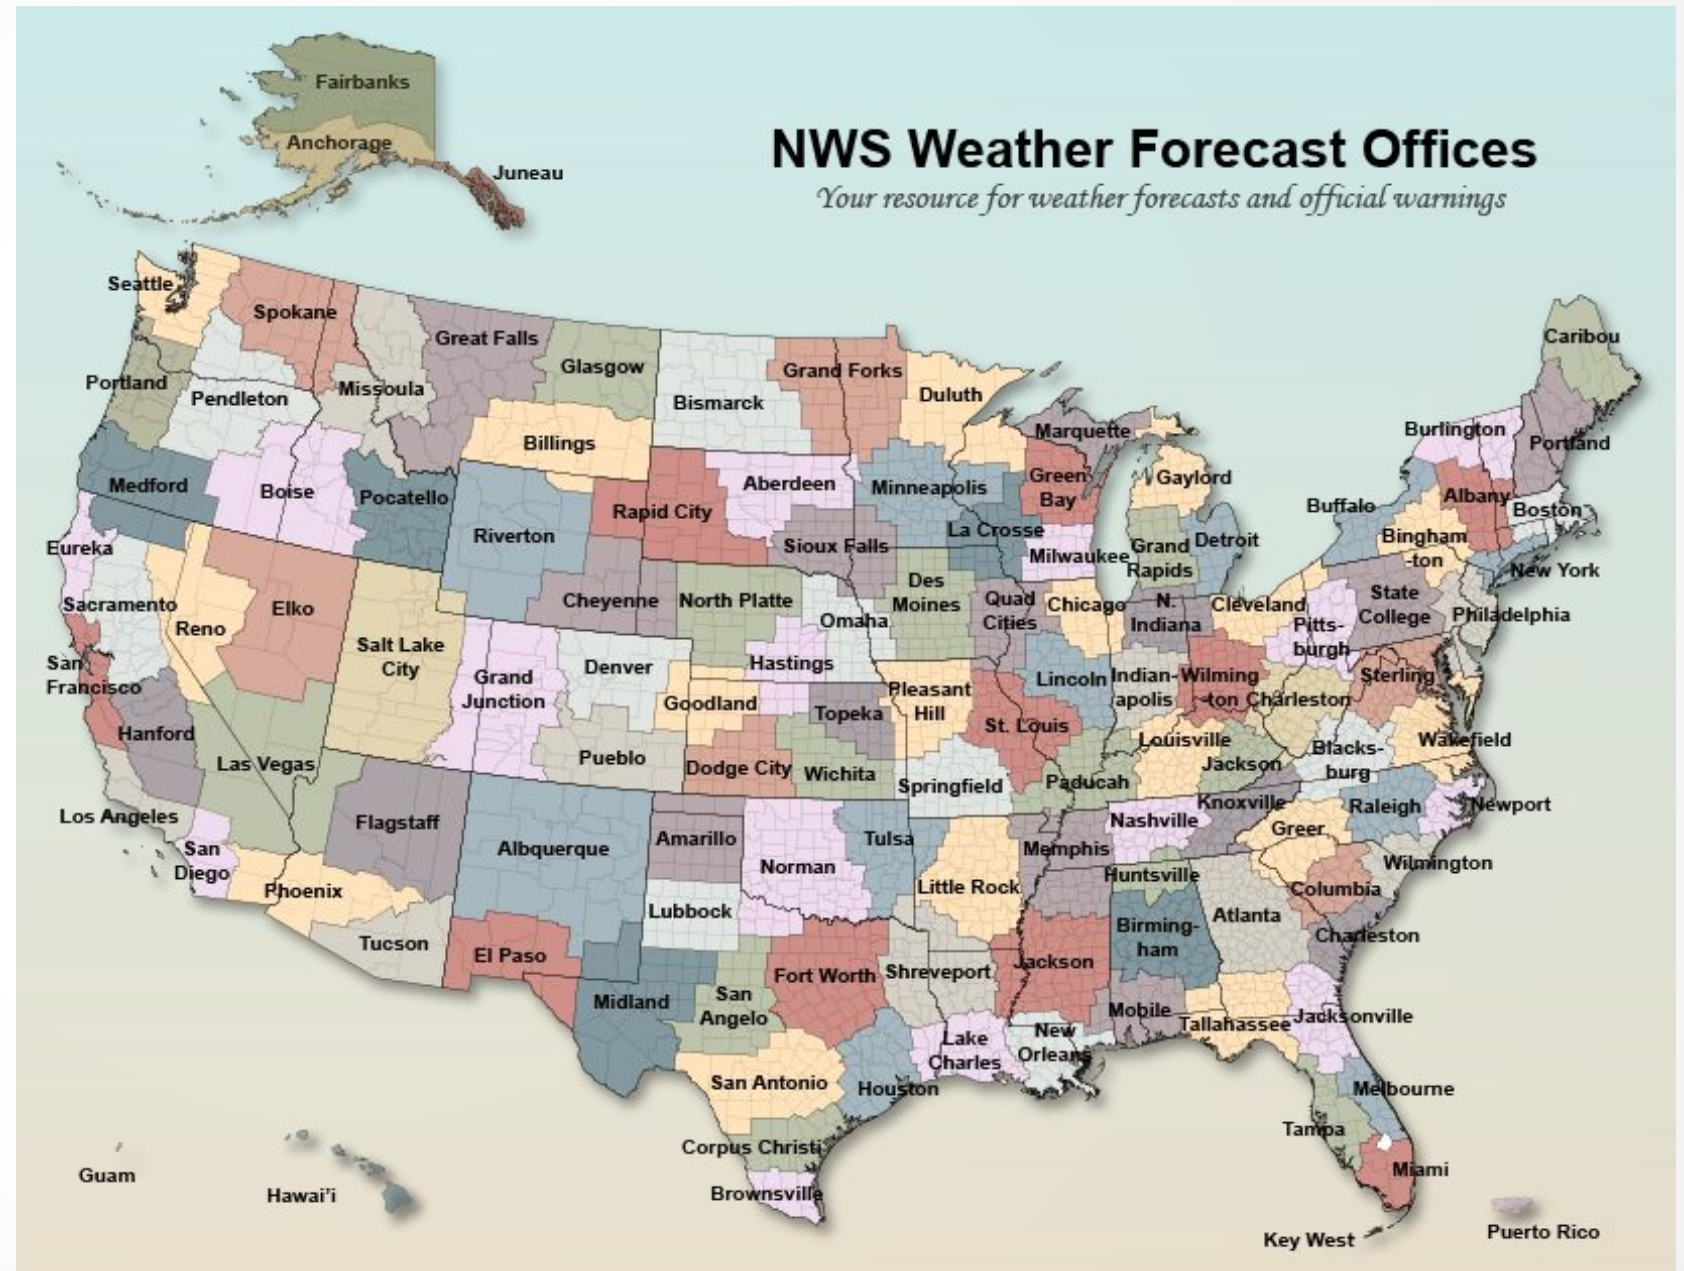 NWS Weather Forecast Offices
Your resource for weather forecasts and official warnings
Fairbanks
Anchorage
Juneau
Seattle
Spokane
Great Falls
Glasgow
Missoula
Portland
Pendleton
Bismarck
Grand Forks
Duluth
Billings
Medford
Boise
Pocatello
Riverton
Rapid City
Aberdeen
Minneapolis
Marquette
Green
Bay
Gaylord
Caribou
Burlington
Portland
Buffalo
Albany
Boston
Bingham
-ton
New York
La Crosse
Sioux Falls
Milwaukee
Grand
Rapids
Detroit
Eureka
Sacramento
Reno
Elko
Salt Lake
City
Cheyenne
North Platte
Omaha
Des
Moines
Quad
Cities
Chicago
N.
Indiana
Cleveland
Pitts-
burgh
State
College
Philadelphia
San
Francisco
Hanford
Las Vegas
Grand
Junction
Denver
Hastings
Goodland
Topeka
Pleasant
Hill
Lincoln
Indian-
apolis
Wilming
-ton
Charleston
Sterling
Pueblo
Dodge City
Wichita
St. Louis
Springfield
Paducah
Louisville
Jackson
Blacks-
burg
Wakefield
Los Angeles
San
Diego
Flagstaff
Phoenix
Tucson
Albquerque
Amarillo
Norman
Tulsa
Memphis
Nashville
Knoxville
Greer
Raleigh
Newport
Lubbock
Little Rock
Huntsville
Wilmington
Columbia
El Paso
Midland
San
Angelo
Fort Worth
Shreveport
Jackson
Birming-
ham
Atlanta
Charleston
Mobile
Tallahassee
Jacksonville
San Antonio
Houston
Lake
Charles
New
Orleans
Melbourne
Tampa
Miami
Corpus Christi
Brownsville
Key West
Puerto Rico
Guam
Hawai'i